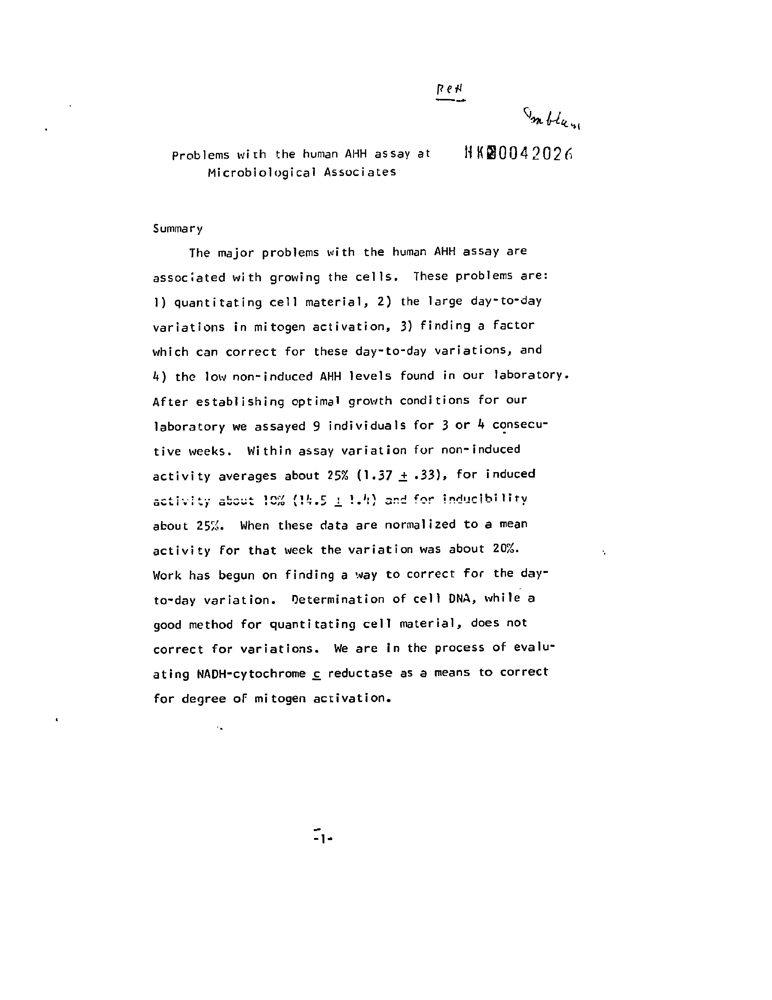 ReH
Problems with the human AHH assay at HK0042026
Microbiological Associates
Summary
The major problems with the human AHH assay are
associated with growing the cells. These problems are:
1) quantitating cell material, 2) the large day-to-day
variations in mitogen activation, 3) finding a factor
which can correct for these day-to-day variations, and
4) the low non-induced AHH levels found in our laboratory.
After establishing optimal growth conditions for our
laboratory we assayed 9 individuals for 3 or 4 consecu-
tive weeks. Within assay variation for non-induced
activity averages about 25% (1.37 ± .33), for induced
activity about 10% (14.5 ± 1.4) and for inducibility
about 25%. When these data are normalized to a mean
activity for that week the variation was about 20%.
Work has begun on finding a way to correct for the day-
to-day variation. Determination of cell DNA, while a
good method for quantitating cell material, does not
correct for variations. We are in the process of evalu-
ating NADH-cytochrome c reductase as a means to correct
for degree of mitogen activation.
-1-